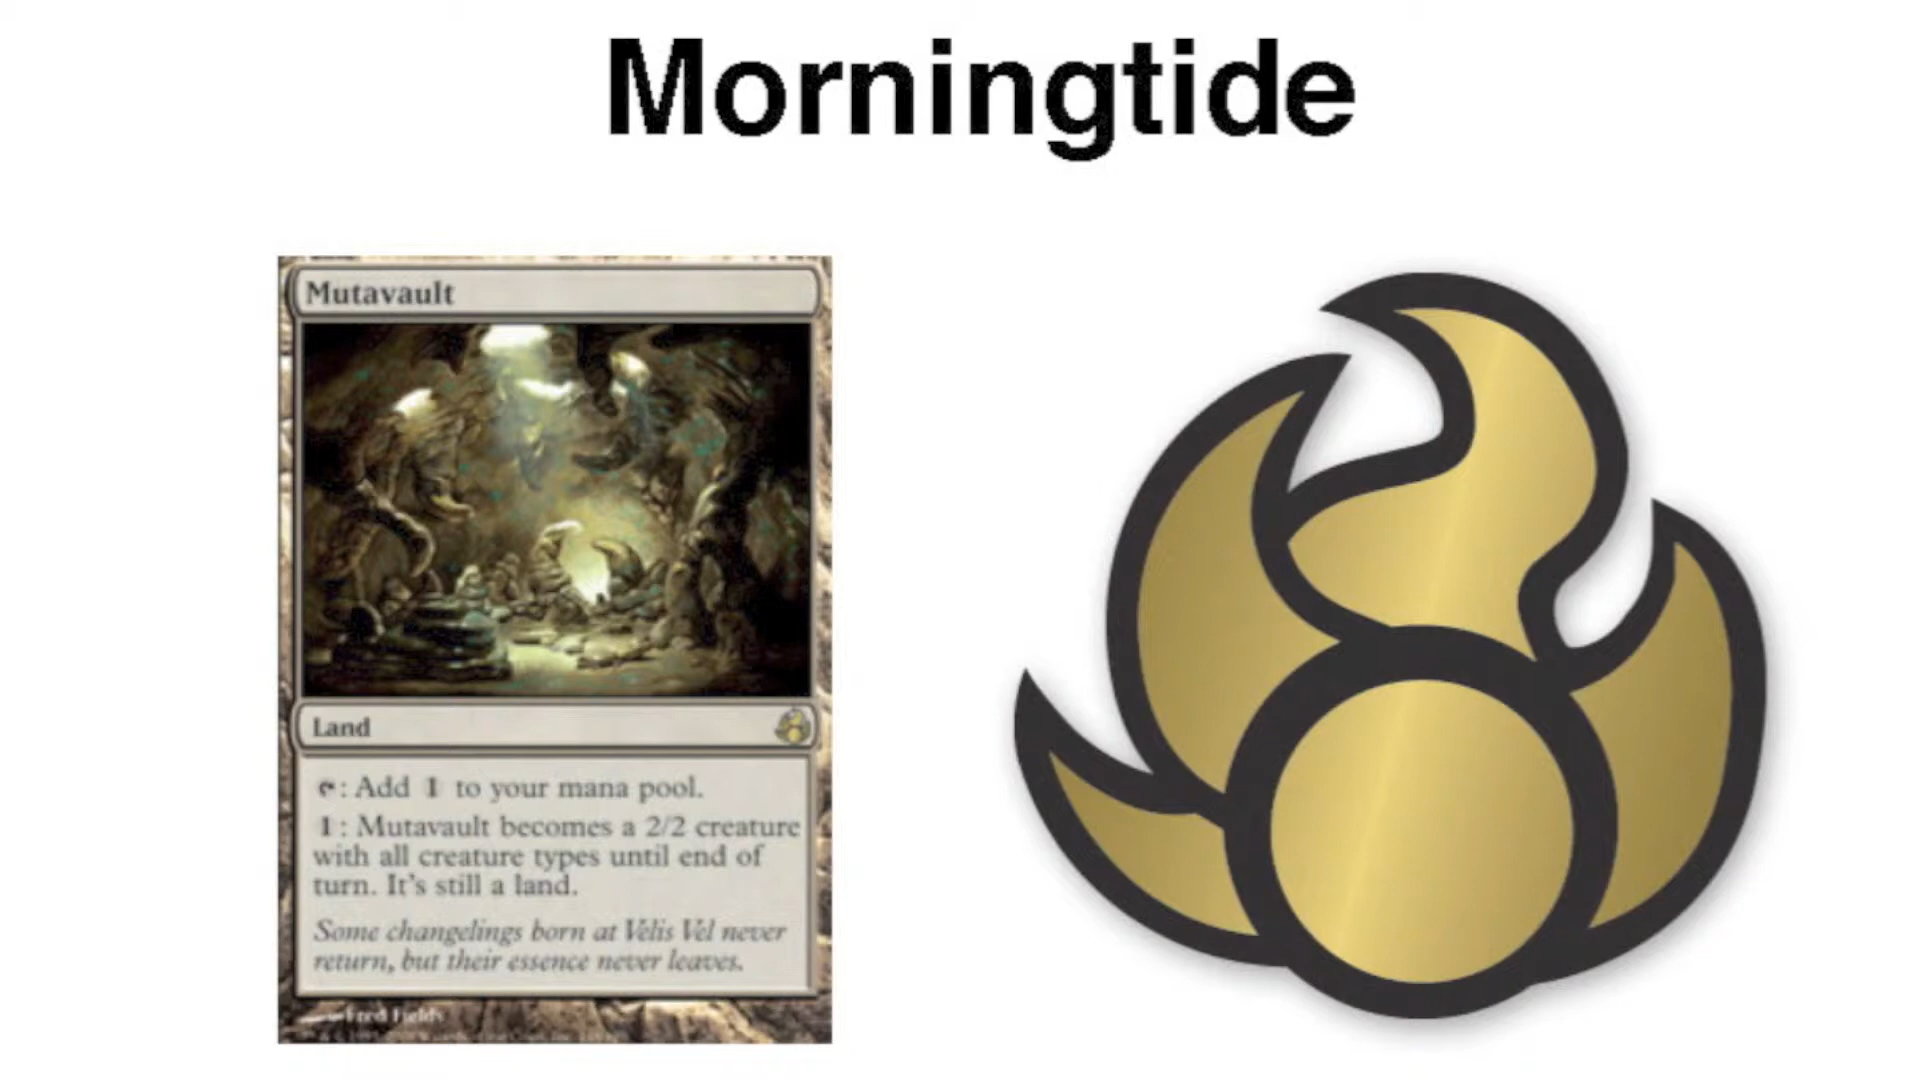 Morningtide
Mutavault
Land
: Add 1 to your mana pool.
1: Mutavault becomes a 2/2 creature
with all creature types until end of
turn. It's still a land.
Some changelings born at Velis Vel never
return, but their essence never leaves.
Fred Fields